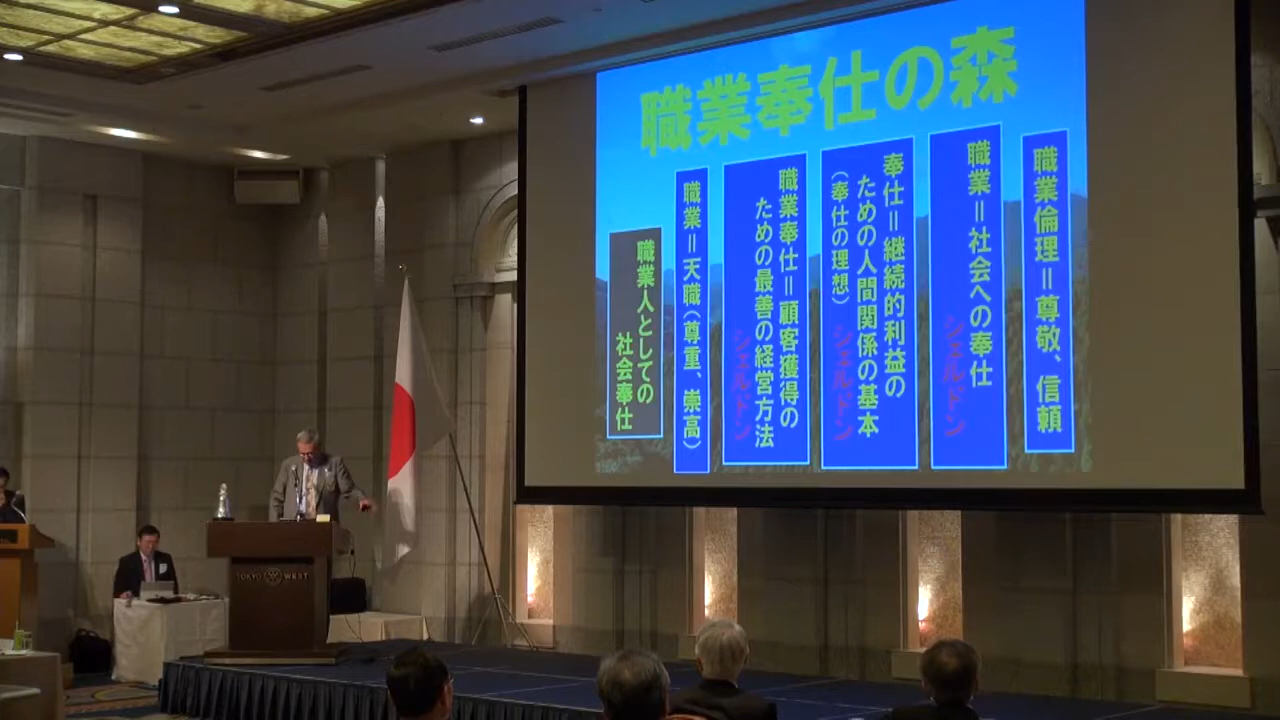 職業奉仕の森
職業倫理＝尊敬、信頼
職業＝社会への奉仕
シェルドン
奉仕＝継続的利益の
ための人間関係の基本
（奉仕の理想）
シェルドン
職業奉仕＝顧客獲得の
ための最善の経営方法
シェルドン
職業＝天職（尊重、崇高）
職業人としての
社会奉仕
TOKYO WEST